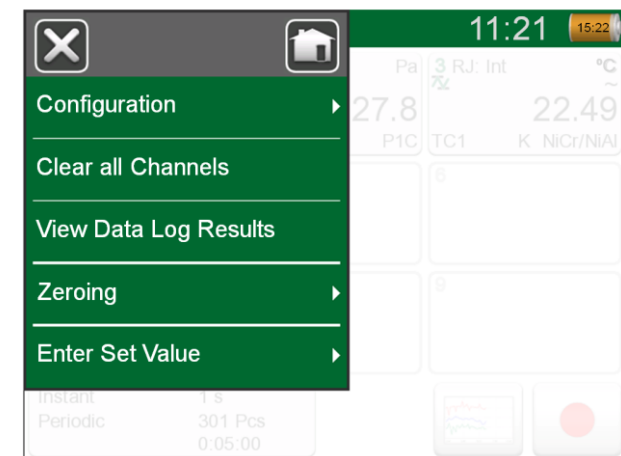 11:21 15:22
Configuration
Clear all Channels
View Data Log Results
Zeroing
Enter Set Value
Pa
27.8
P1C
3 RJ: Int °C
~
22.49
TC1 K NiCr/NiAl
6
9
Instant 1 s
Periodic 301 Pcs
0:05:00